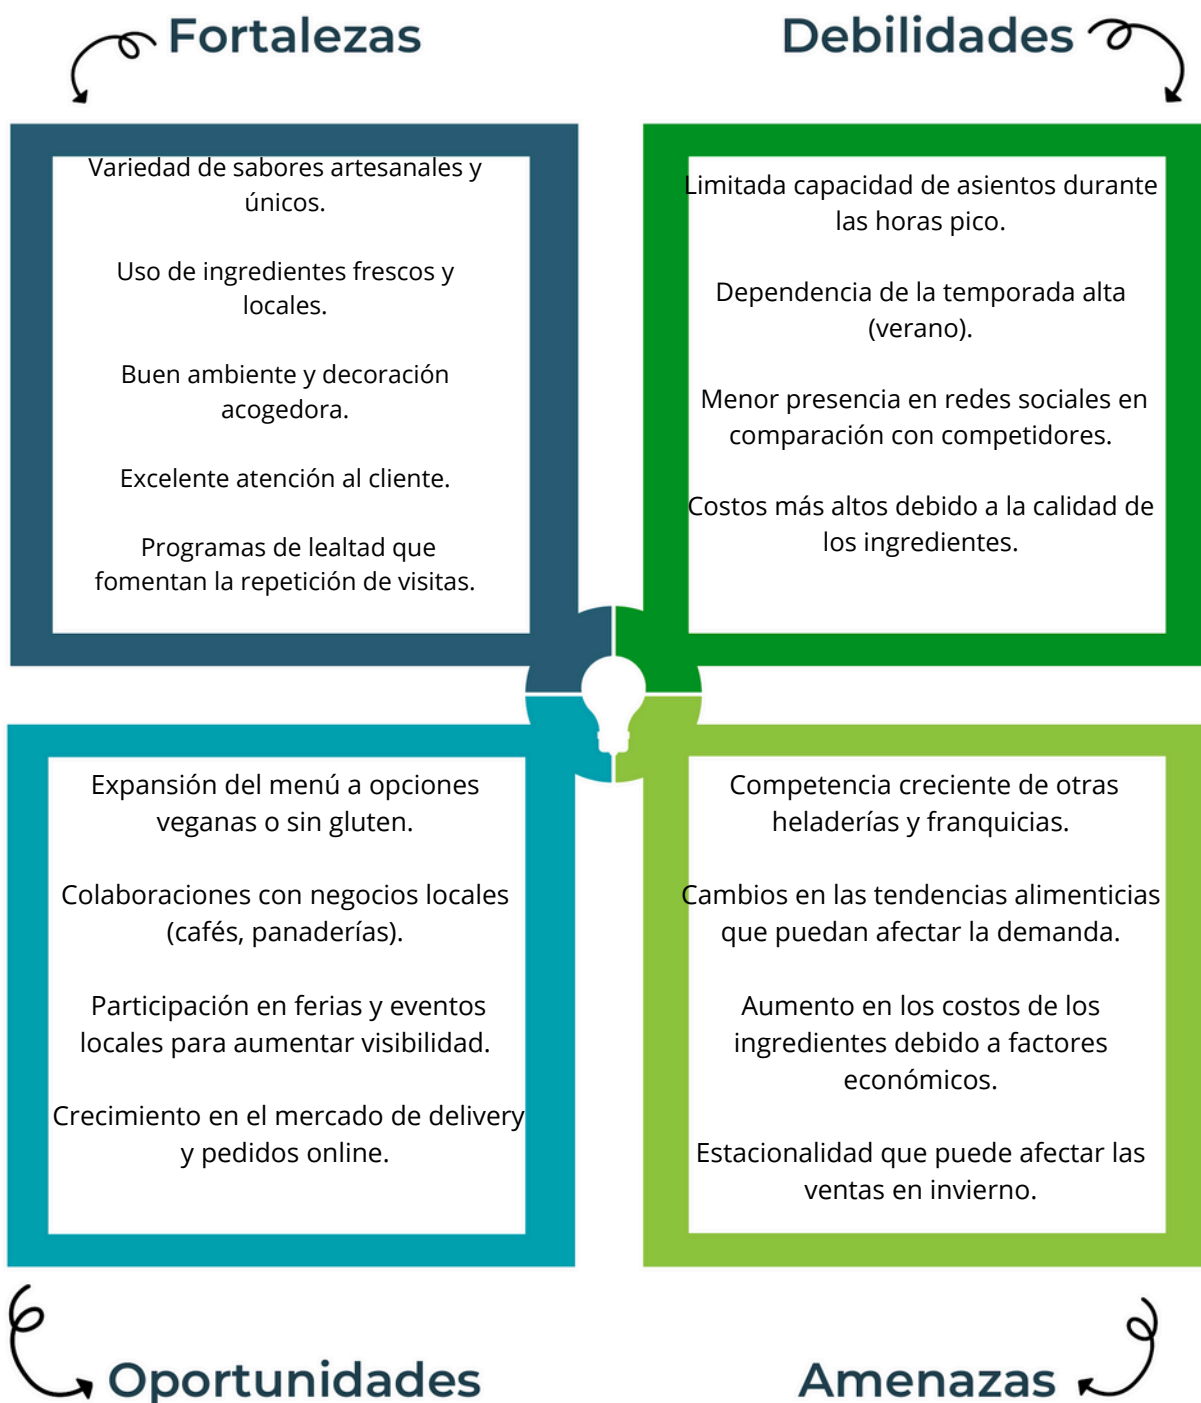 Fortalezas
Variedad de sabores artesanales y
únicos.
Uso de ingredientes frescos y
locales.
Buen ambiente y decoración
acogedora.
Excelente atención al cliente.
Programas de lealtad que
fomentan la repetición de visitas.
Debilidades
Limitada capacidad de asientos durante
las horas pico.
Dependencia de la temporada alta
(verano).
Menor presencia en redes sociales en
comparación con competidores.
Costos más altos debido a la calidad de
los ingredientes.
Expansión del menú a opciones
veganas o sin gluten.
Colaboraciones con negocios locales
(cafés, panaderías).
Participación en ferias y eventos
locales para aumentar visibilidad.
Crecimiento en el mercado de delivery
y pedidos online.
Oportunidades
Competencia creciente de otras
heladerías y franquicias.
Cambios en las tendencias alimenticias
que puedan afectar la demanda.
Aumento en los costos de los
ingredientes debido a factores
económicos.
Estacionalidad que puede afectar las
ventas en invierno.
Amenazas